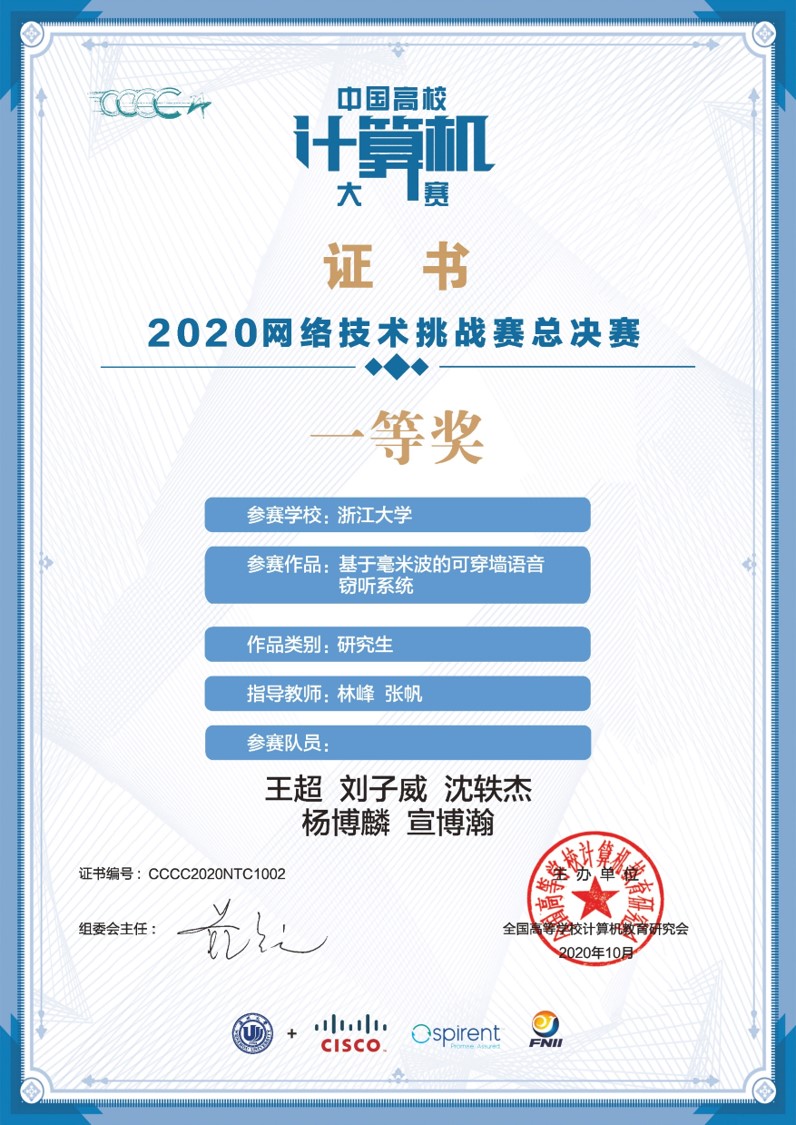 CCCC
中国高校
计算机
大赛
证书
2020网络技术挑战赛总决赛
一等奖
参赛学校：浙江大学
参赛作品：基于毫米波的可穿墙语音
窃听系统
作品类别：研究生
指导教师：林峰 张帆
参赛队员：
王超 刘子威 沈轶杰
杨博麟 宣博瀚
证书编号：CCCC2020NTC1002
组委会主任：
主办单位
全国高等学校计算机教育研究会
全国高等学校计算机教育研究会
2020年10月
+
CISCO
spirent
Promise Assured.
FNII